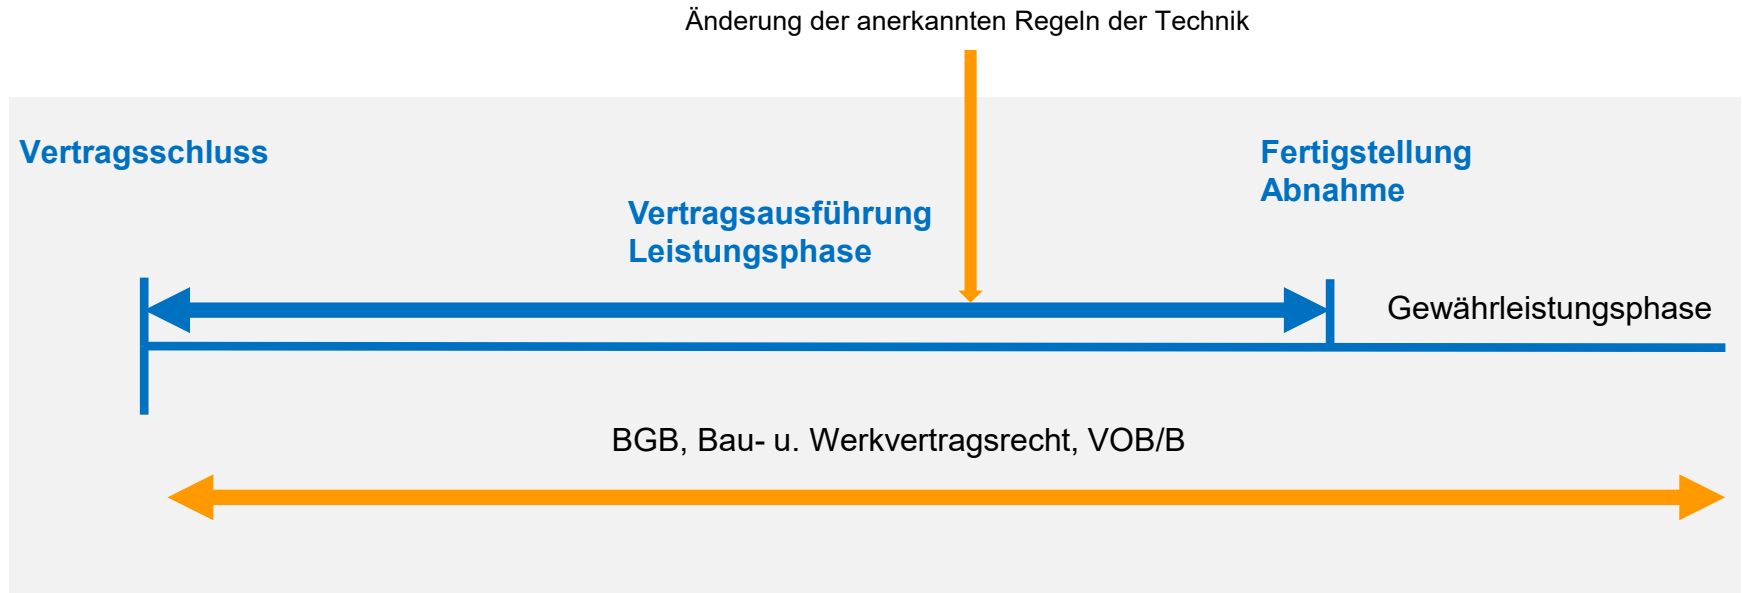 Änderung der anerkannten Regeln der Technik
Vertragsschluss
Fertigstellung
Abnahme
Vertragsausführung
Leistungsphase
Gewährleistungsphase
BGB, Bau- u. Werkvertragsrecht, VOB/B